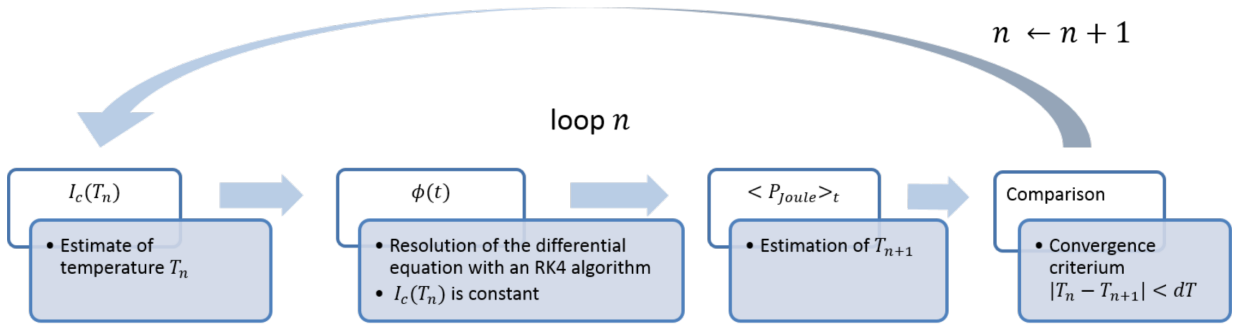 n ← n + 1
loop n
I_c(T_n)
• Estimate of
temperature T_n
ϕ(t)
• Resolution of the differential
equation with an RK4 algorithm
• I_c(T_n) is constant
< P_Joule >_t
• Estimation of T_{n+1}
Comparison
• Convergence
criterium
|T_n − T_{n+1}| < dT